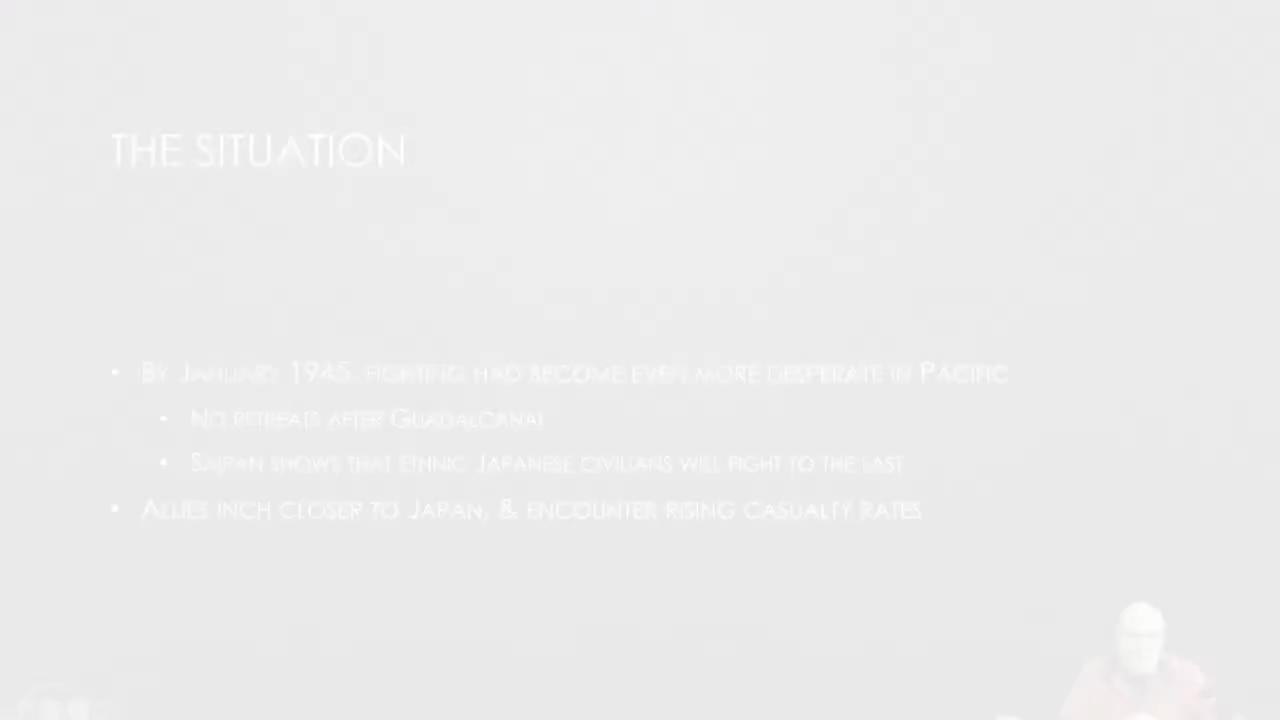 THE SITUATION
• BY JANUARY 1945, FIGHTING HAD BECOME EVEN MORE DESPERATE IN PACIFIC
• NO RETREATS AFTER GUADALCANAL
• SAIPAN SHOWS THAT ETHNIC JAPANESE CIVILIANS WILL FIGHT TO THE LAST
• ALLIES INCH CLOSER TO JAPAN, & ENCOUNTER RISING CASUALTY RATES